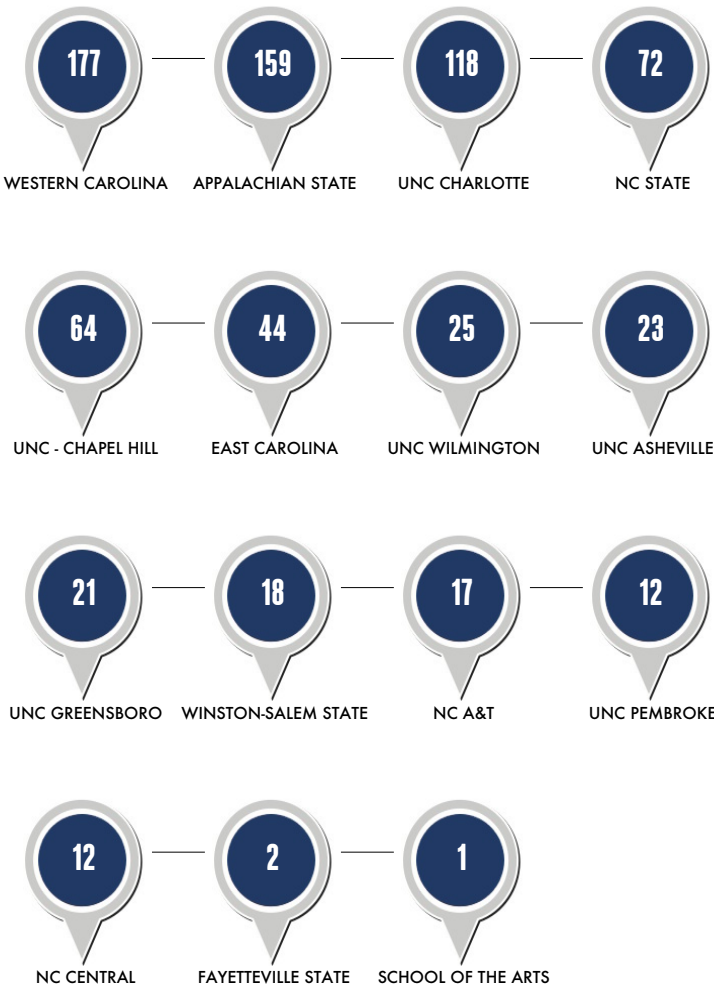 177 159 118 72
WESTERN CAROLINA APPALACHIAN STATE UNC CHARLOTTE NC STATE
64 44 25 23
UNC - CHAPEL HILL EAST CAROLINA UNC WILMINGTON UNC ASHEVILLE
21 18 17 12
UNC GREENSBORO WINSTON-SALEM STATE NC A&T UNC PEMBROKE
12 2 1
NC CENTRAL FAYETTEVILLE STATE SCHOOL OF THE ARTS